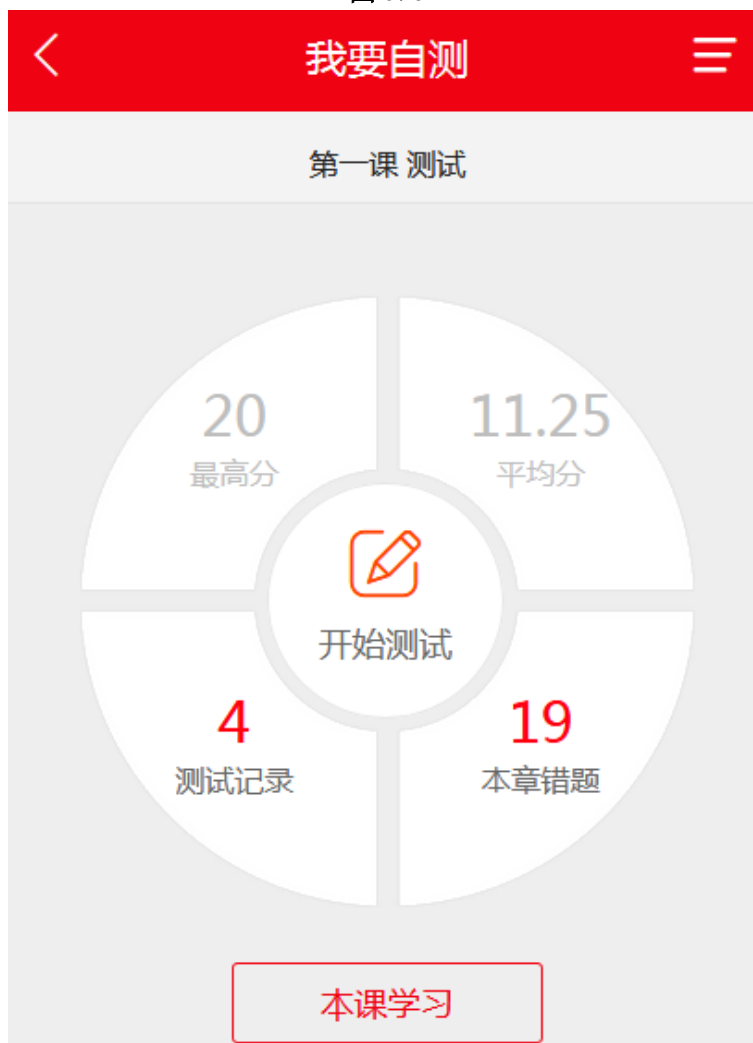 我要自测
第一课 测试
20
最高分
11.25
平均分
开始测试
4
测试记录
19
本章错题
本课学习